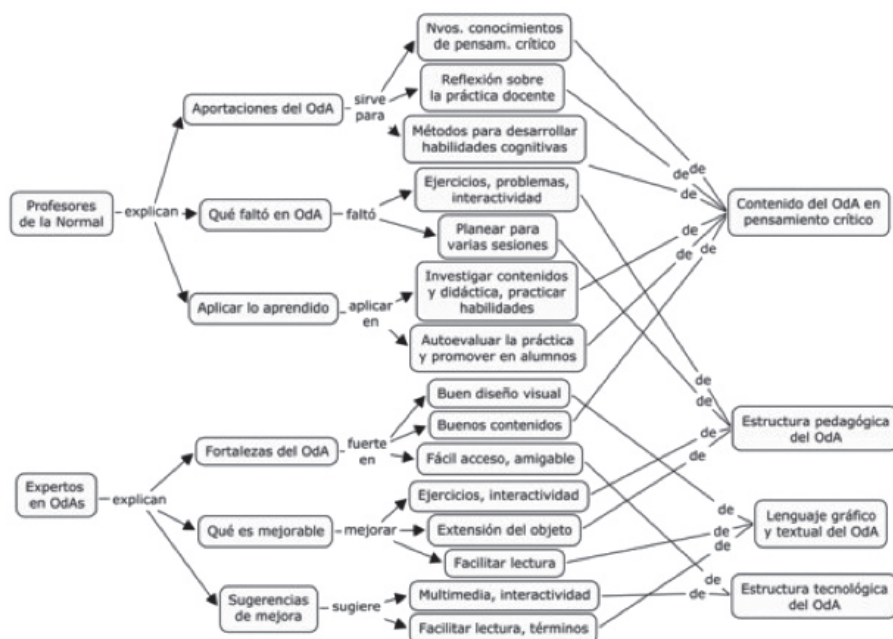 Nvos. conocimientos
de pensam. crítico
Reflexión sobre
la práctica docente
Aportaciones del OdA
sirve
para
Métodos para desarrollar
habilidades cognitivas
de
de
de
Profesores
de la Normal
explican
Qué faltó en OdA
faltó
Ejercicios, problemas,
interactividad
Contenido del OdA en
pensamiento crítico
Planear para
varias sesiones
de
de
de
Aplicar lo aprendido
aplicar
en
Investigar contenidos
y didáctica, practicar
habilidades
Autoevaluar la práctica
y promover en alumnos
Buen diseño visual
de
de
Fortalezas del OdA
fuerte
en
Buenos contenidos
Estructura pedagógica
del OdA
Fácil acceso, amigable
de
de
Expertos
en OdAs
explican
Qué es mejorable
mejorar
Ejercicios, interactividad
Extensión del objeto
Facilitar lectura
de
de
de
Lenguaje gráfico
y textual del OdA
Sugerencias
de mejora
sugiere
Multimedia, interactividad
Facilitar lectura, términos
de
de
Estructura tecnológica
del OdA